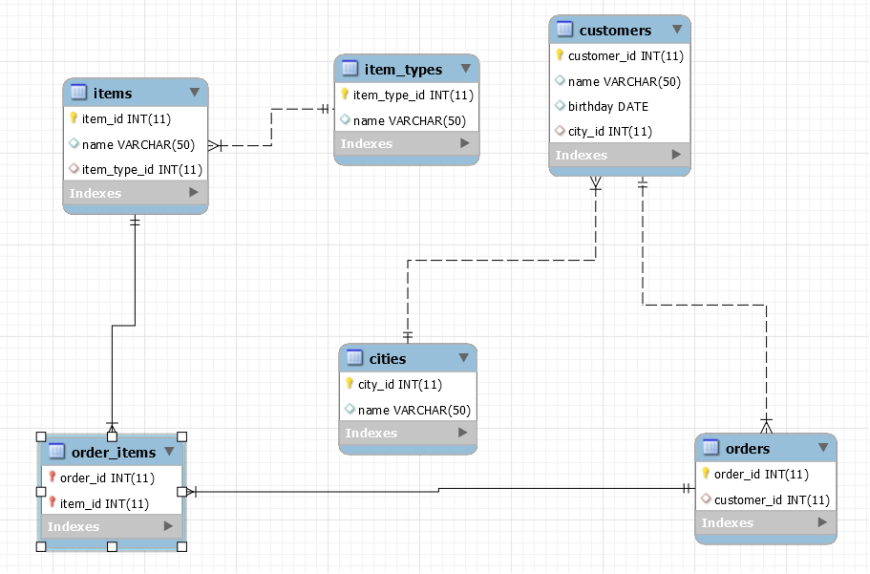 customers
customer_id INT(11)
name VARCHAR(50)
birthday DATE
city_id INT(11)
Indexes
item_types
item_type_id INT(11)
name VARCHAR(50)
Indexes
items
item_id INT(11)
name VARCHAR(50)
item_type_id INT(11)
Indexes
cities
city_id INT(11)
name VARCHAR(50)
Indexes
order_items
order_id INT(11)
item_id INT(11)
Indexes
orders
order_id INT(11)
customer_id INT(11)
Indexes